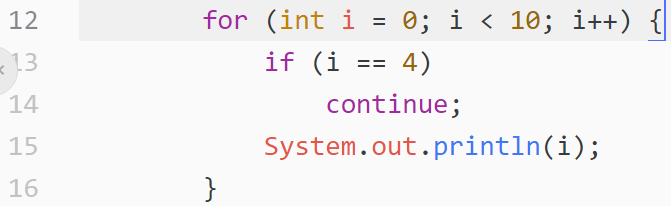 12 for (int i = 0; i < 10; i++) {
13 if (i == 4)
14 continue;
15 System.out.println(i);
16 }